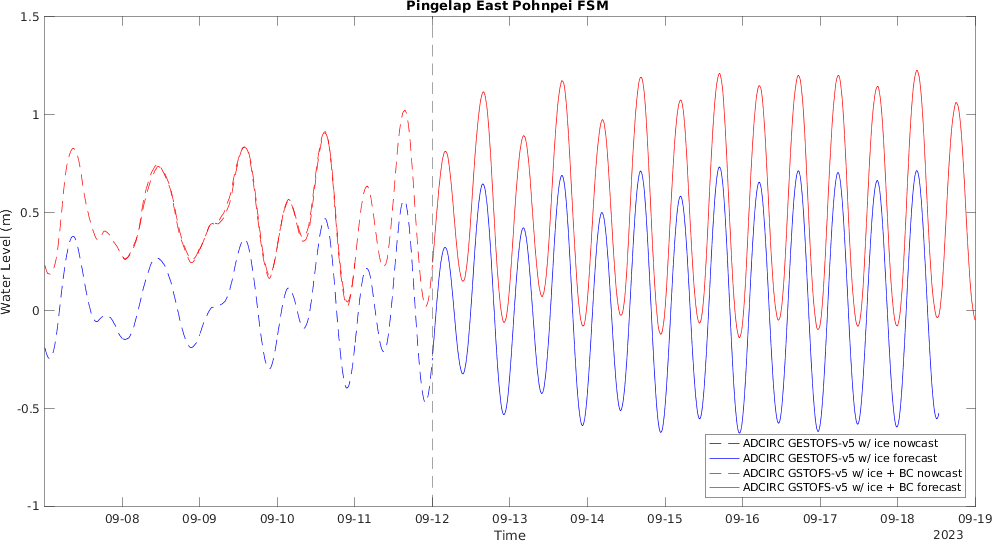 Pingelap East Pohnpei FSM
1.5
1
0.5
0
-0.5
-1
Water Level (m)
ADCIRC GESTOFS-v5 w/ ice nowcast
ADCIRC GESTOFS-v5 w/ ice forecast
ADCIRC GSTOFS-v5 w/ ice + BC nowcast
ADCIRC GSTOFS-v5 w/ ice + BC forecast
09-08 09-09 09-10 09-11 09-12 09-13 09-14 09-15 09-16 09-17 09-18 09-19
Time
2023